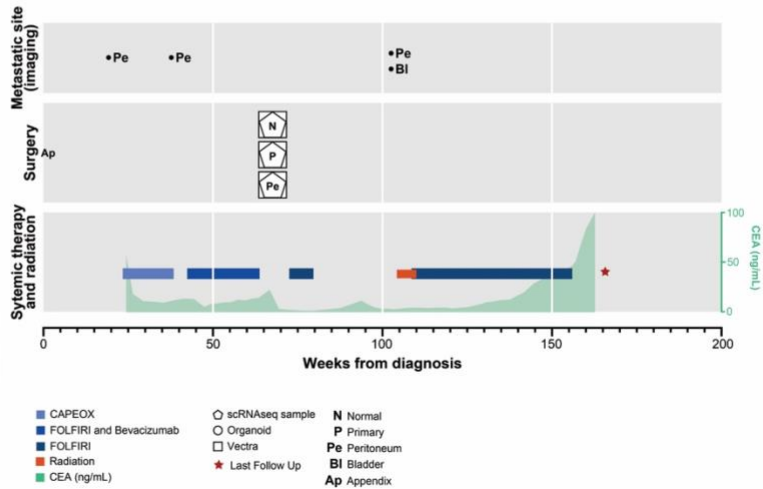 Metastatic site
(imaging)
Pe
Pe
Pe
Bl
Surgery
Ap
N
P
Pe
Sytemic therapy
and radiation
100
50
0
CEA (ng/mL)
0
50
100
150
200
Weeks from diagnosis
CAPEOX
FOLFIRI and Bevacizumab
FOLFIRI
Radiation
CEA (ng/mL)
scRNAseq sample
Organoid
Vectra
Last Follow Up
N Normal
P Primary
Pe Peritoneum
Bl Bladder
Ap Appendix